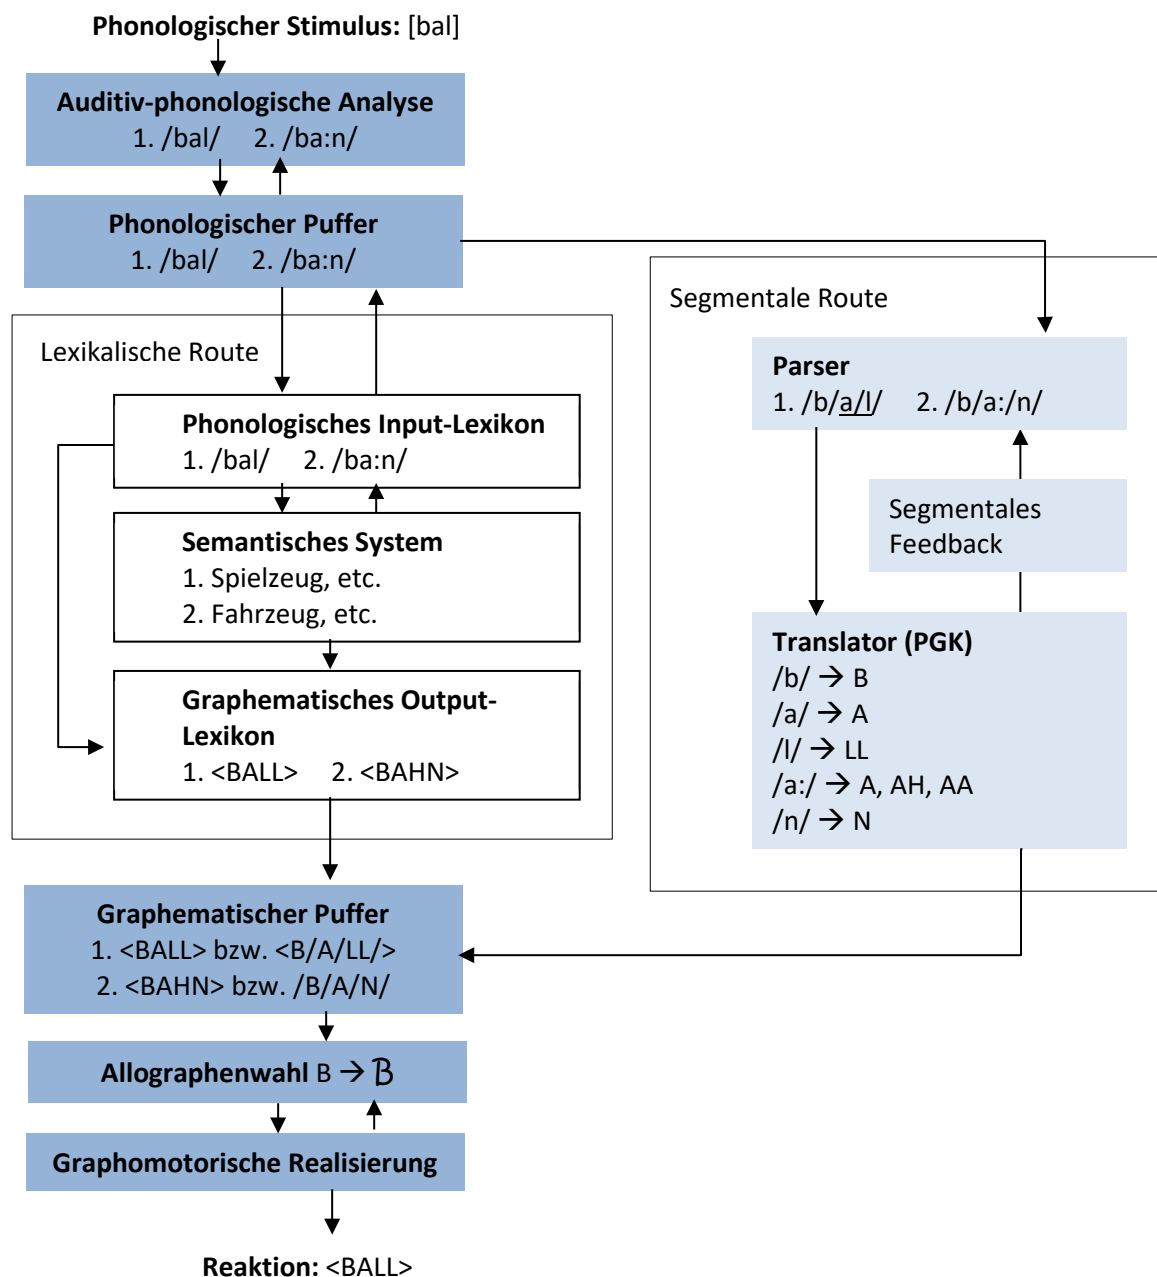 Phonologischer Stimulus: [bal]
Auditiv-phonologische Analyse
1. /bal/ 2. /ba:n/
Phonologischer Puffer
1. /bal/ 2. /ba:n/
Lexikalische Route
Phonologisches Input-Lexikon
1. /bal/ 2. /ba:n/
Semantisches System
1. Spielzeug, etc.
2. Fahrzeug, etc.
Graphematisches Output-
Lexikon
1. <BALL> 2. <BAHN>
Segmentale Route
Parser
1. /b/a/l/ 2. /b/a:/n/
Segmentales
Feedback
Translator (PGK)
/b/ → B
/a/ → A
/l/ → LL
/a:/ → A, AH, AA
/n/ → N
Graphematischer Puffer
1. <BALL> bzw. <B/A/LL/>
2. <BAHN> bzw. /B/A/N/
Allographenwahl B → B
Graphomotorische Realisierung
Reaktion: <BALL>